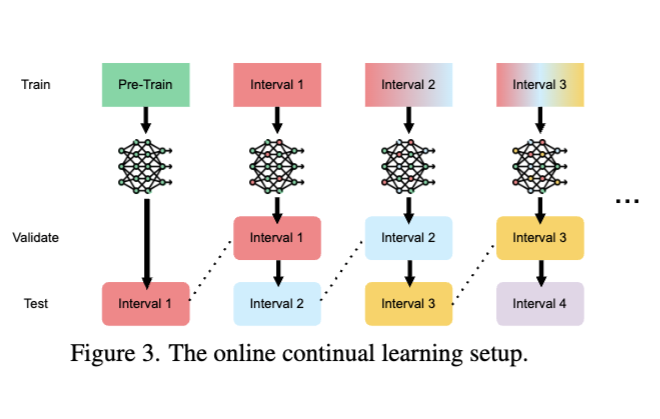 Train
Pre-Train
Interval 1
Interval 2
Interval 3
...
Validate
Interval 1
Interval 2
Interval 3
Test
Interval 1
Interval 2
Interval 3
Interval 4
Figure 3. The online continual learning setup.